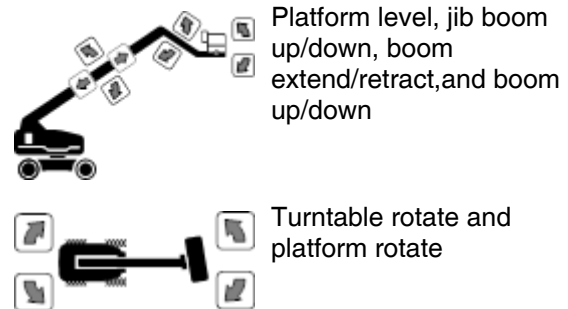 Platform level, jib boom
up/down, boom
extend/retract,and boom
up/down
Turntable rotate and
platform rotate